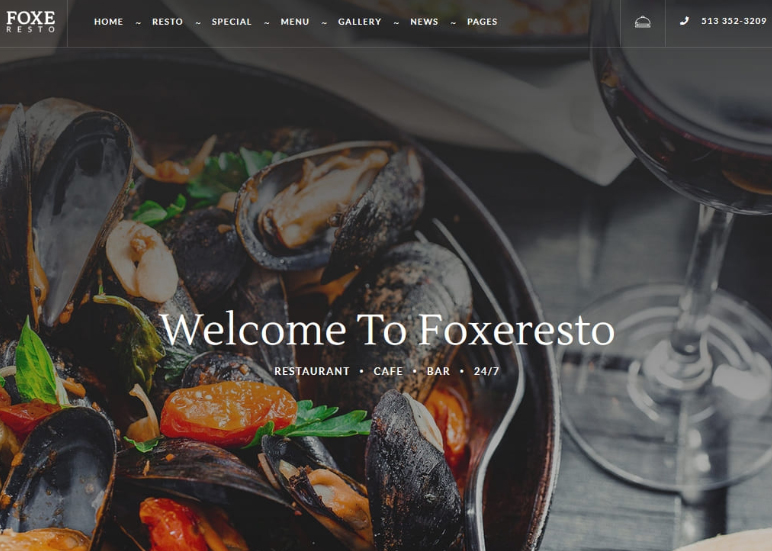 FOXE
RESTO
HOME ~ RESTO ~ SPECIAL ~ MENU ~ GALLERY ~ NEWS ~ PAGES
513 352-3209
Welcome To Foxeresto
RESTAURANT • CAFE • BAR • 24/7